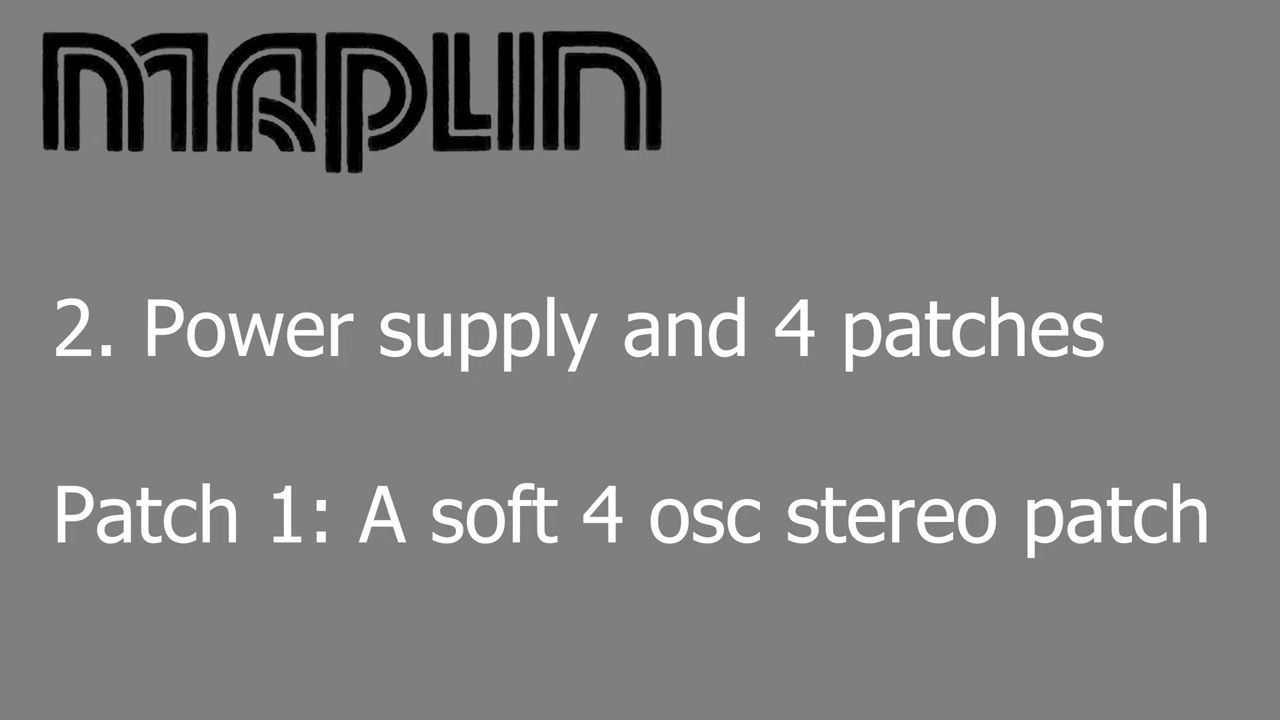 MAPLIN
2. Power supply and 4 patches
Patch 1: A soft 4 osc stereo patch